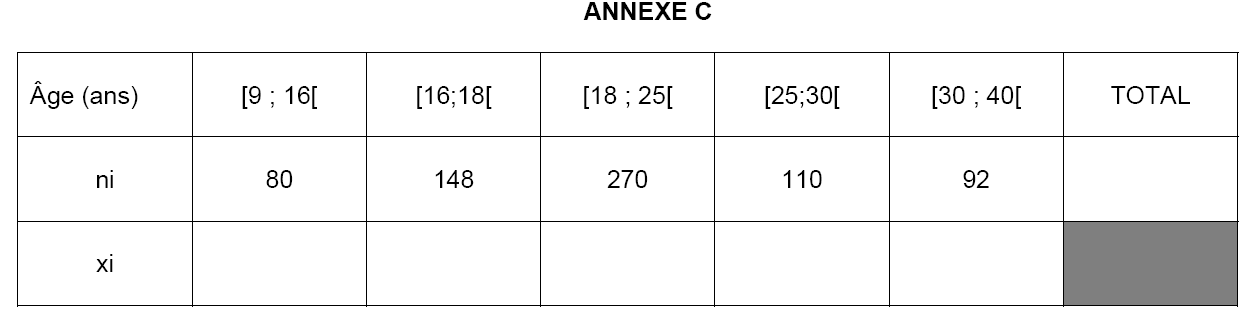 ANNEXE C
Âge (ans) [9 ; 16[ [16;18[ [18 ; 25[ [25;30[ [30 ; 40[ TOTAL
ni 80 148 270 110 92
xi